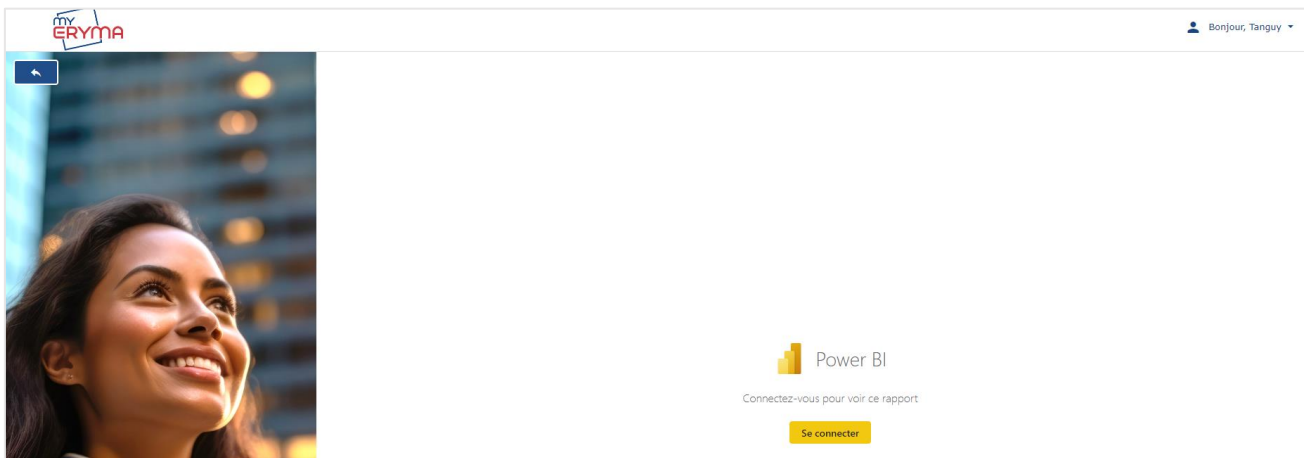 MY
ERYMA
Bonjour, Tanguy
Power BI
Connectez-vous pour voir ce rapport
Se connecter